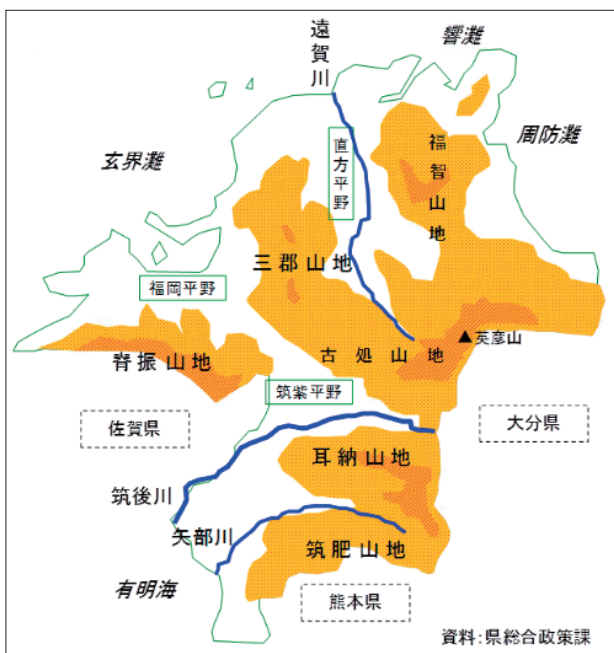 響灘
遠賀川
周防灘
福智山地
直方平野
玄界灘
三郡山地
福岡平野
英彦山
古処山地
脊振山地
筑紫平野
大分県
佐賀県
耳納山地
筑後川
矢部川
筑肥山地
有明海
熊本県
資料:県総合政策課